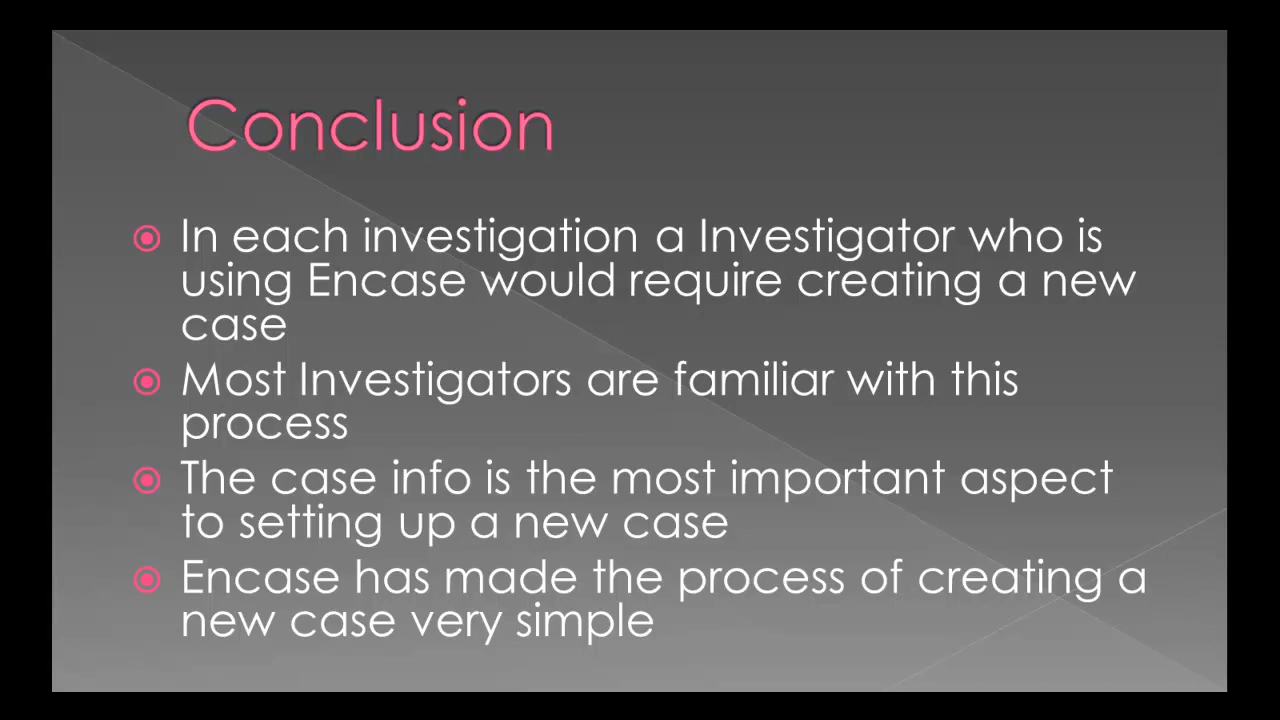 Conclusion
In each investigation a Investigator who is
using Encase would require creating a new
case
Most Investigators are familiar with this
process
The case info is the most important aspect
to setting up a new case
Encase has made the process of creating a
new case very simple